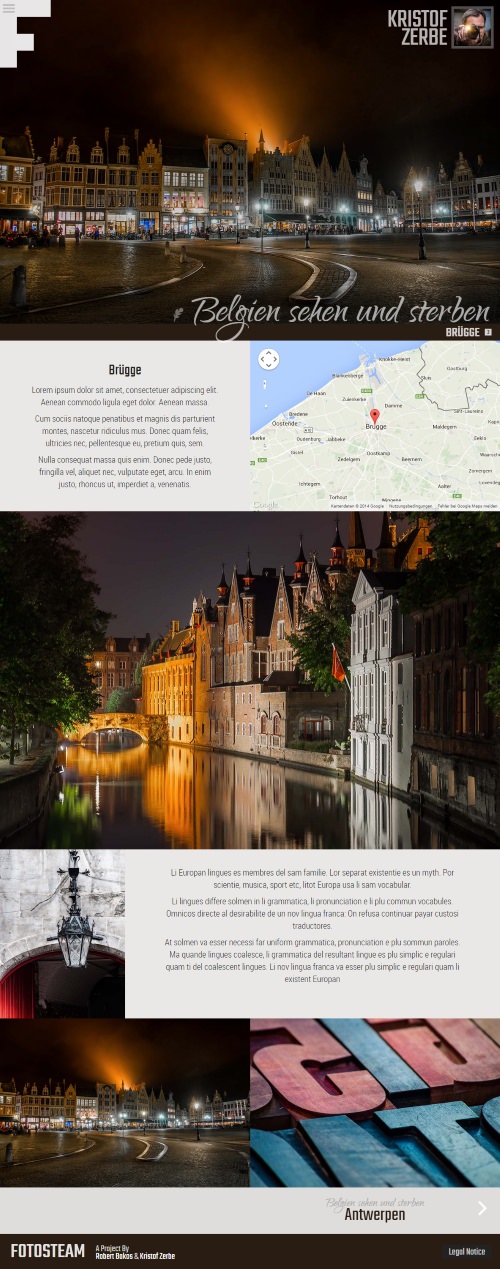 KRISTOF
ZERBE
Belgien sehen und sterben
BRÜGGE
Brügge
Lorem ipsum dolor sit amet, consectetuer adipiscing elit.
Aenean commodo ligula eget dolor. Aenean massa.
Cum sociis natoque penatibus et magnis dis parturient
montes, nascetur ridiculus mus. Donec quam felis,
ultricies nec, pellentesque eu, pretium quis, sem.
Nulla consequat massa quis enim. Donec pede justo,
fringilla vel, aliquet nec, vulputate eget, arcu. In enim
justo, rhoncus ut, imperdiet a, venenatis.
Knokke-Heist
Blankenberge
Oostburg
Sluis
De Haan
Zuienkerke
Damme
Bredene
Sint-Laureins
Oostende
Brügge
Maldegem
Eeklo
Oudenburg
Jabbeke
Gistel
Oostkamp
Zedelgem
Beernem
Knesselare
Zomergem
Ichtegem
Aalter
Torhout
Wingene
Google
Kartendaten © 2014 Google
Nutzungsbedingungen
Fehler bei Google Maps melden
Li Europan lingues es membres del sam familie. Lor separat existentie es un myth. Por
scientie, musica, sport etc, litot Europa usa li sam vocabular.
Li lingues differe solmen in li grammatica, li pronunciation e li plu commun vocabules.
Omnicos directe al desirabilite de un nov lingua franca: On refusa continuar payar custosi
traductores.
At solmen va esser necessi far uniform grammatica, pronunciation e plu sommun paroles.
Ma quande lingues coalesce, li grammatica del resultant lingue es plu simplic e regulari
quam ti del coalescent lingues. Li nov lingua franca va esser plu simplic e regulari quam li
existent Europan
Belgien sehen und sterben
Antwerpen
FOTOSTEAM
A Project By
Robert Bakos & Kristof Zerbe
Legal Notice